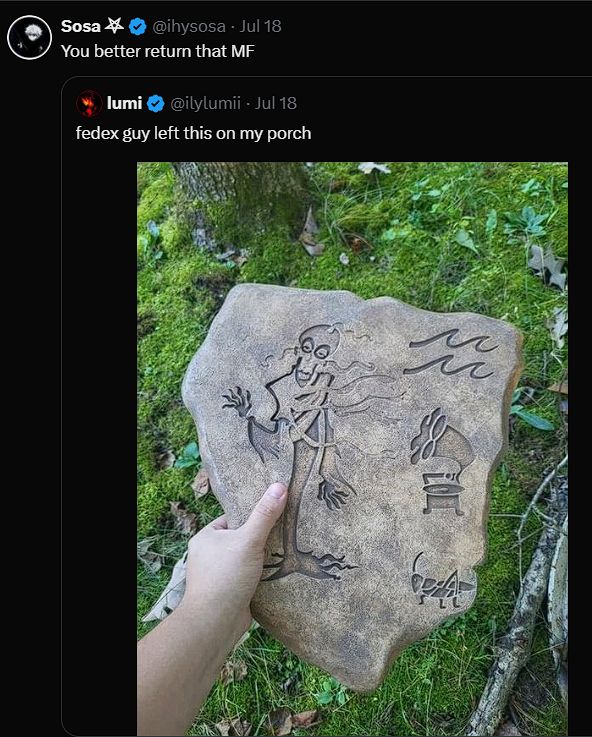 Sosa @ihysosa · Jul 18
You better return that MF
lumi @ilylumii · Jul 18
fedex guy left this on my porch